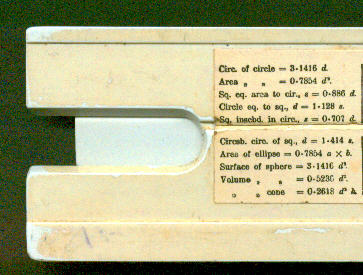 Circ. of circle = 3·1416 d.
Area „ „ = 0·7854 d².
Sq. eq. area to cir., s = 0·886 d.
Circle eq. to sq., d = 1·128 s.
Sq. inscbd. in circ., s = 0·707 d.
Circsb. circ. of sq., d = 1·414 s.
Area of ellipse = 0·7854 a × b.
Surface of sphere = 3·1416 d².
Volume „ „ = 0·5236 d³.
„ „ cone = 0·2618 d² h.